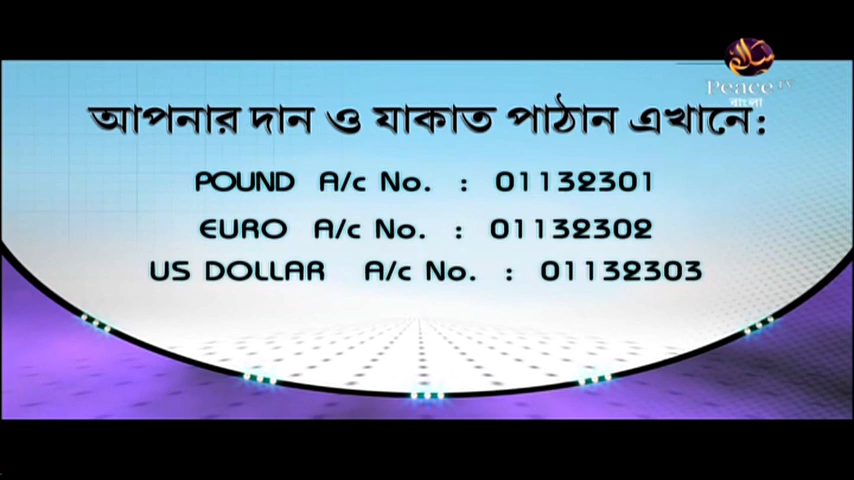 Peace TV
বাংলা
আপনার দান ও যাকাত পাঠান এখানে:
POUND A/c No. : 01132301
EURO A/c No. : 01132302
US DOLLAR A/c No. : 01132303